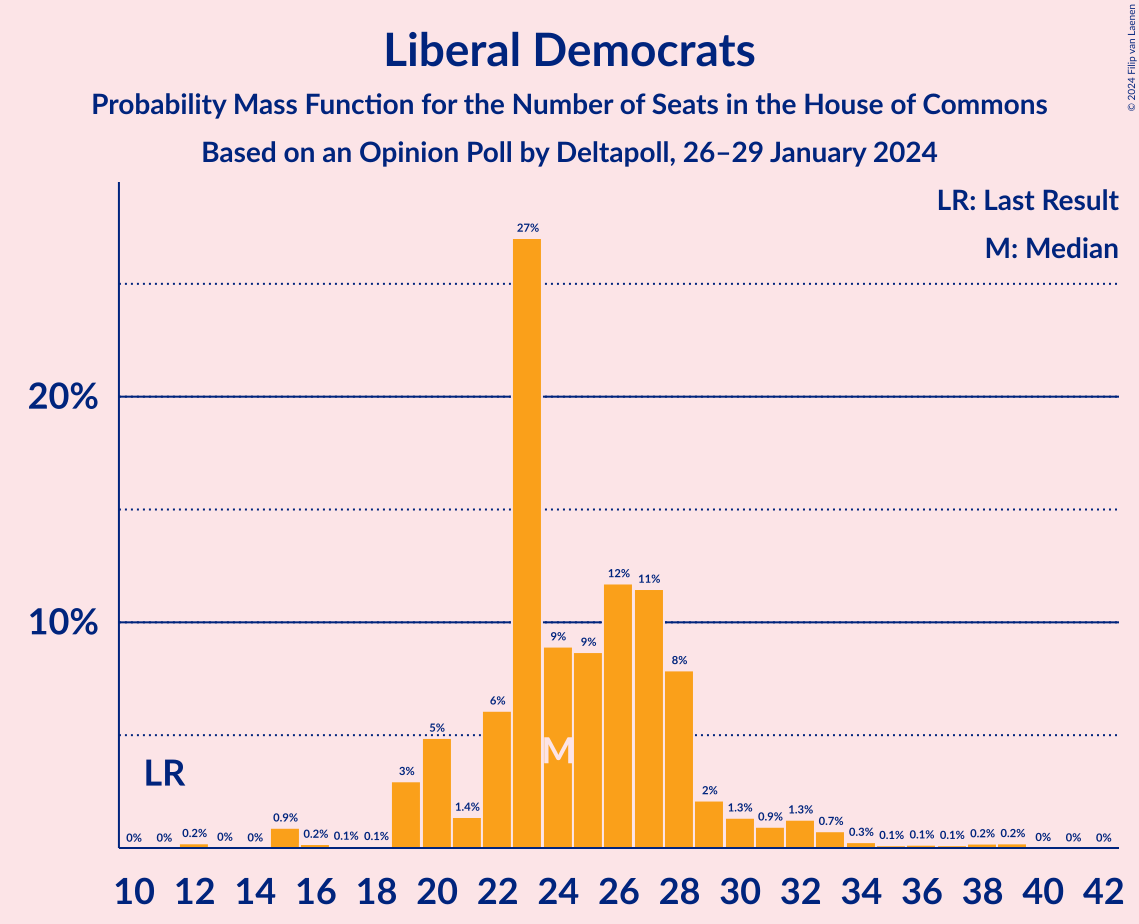 Liberal Democrats
Probability Mass Function for the Number of Seats in the House of Commons
Based on an Opinion Poll by Deltapoll, 26–29 January 2024
© 2024 Filip van Laenen
LR: Last Result
M: Median
27%
20%
12%
11%
10%
9%
9%
8%
6%
5%
M
LR
3%
2%
1.4%
1.3%
1.3%
0.9%
0.9%
0.7%
0% 0% 0.2% 0% 0% 0.2% 0.1% 0.1% 0.3% 0.1% 0.1% 0.1% 0.2% 0.2% 0% 0% 0%
10 12 14 16 18 20 22 24 26 28 30 32 34 36 38 40 42